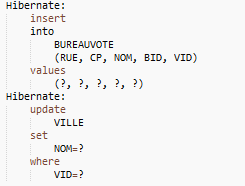 Hibernate:
insert
into
BUREAUVOTE
(RUE, CP, NOM, BID, VID)
values
(?, ?, ?, ?, ?)
Hibernate:
update
VILLE
set
NOM=?
where
VID=?